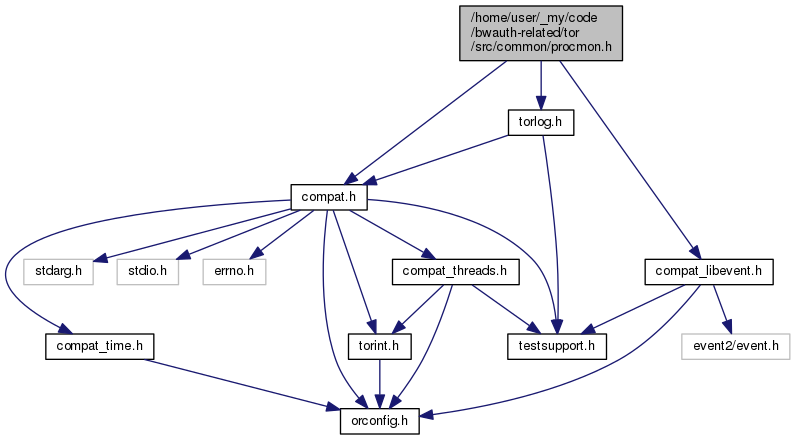 /home/user/_my/code
/bwauth-related/tor
/src/common/procmon.h
torlog.h
compat.h
stdarg.h
stdio.h
errno.h
compat_threads.h
compat_libevent.h
compat_time.h
torint.h
testsupport.h
event2/event.h
orconfig.h